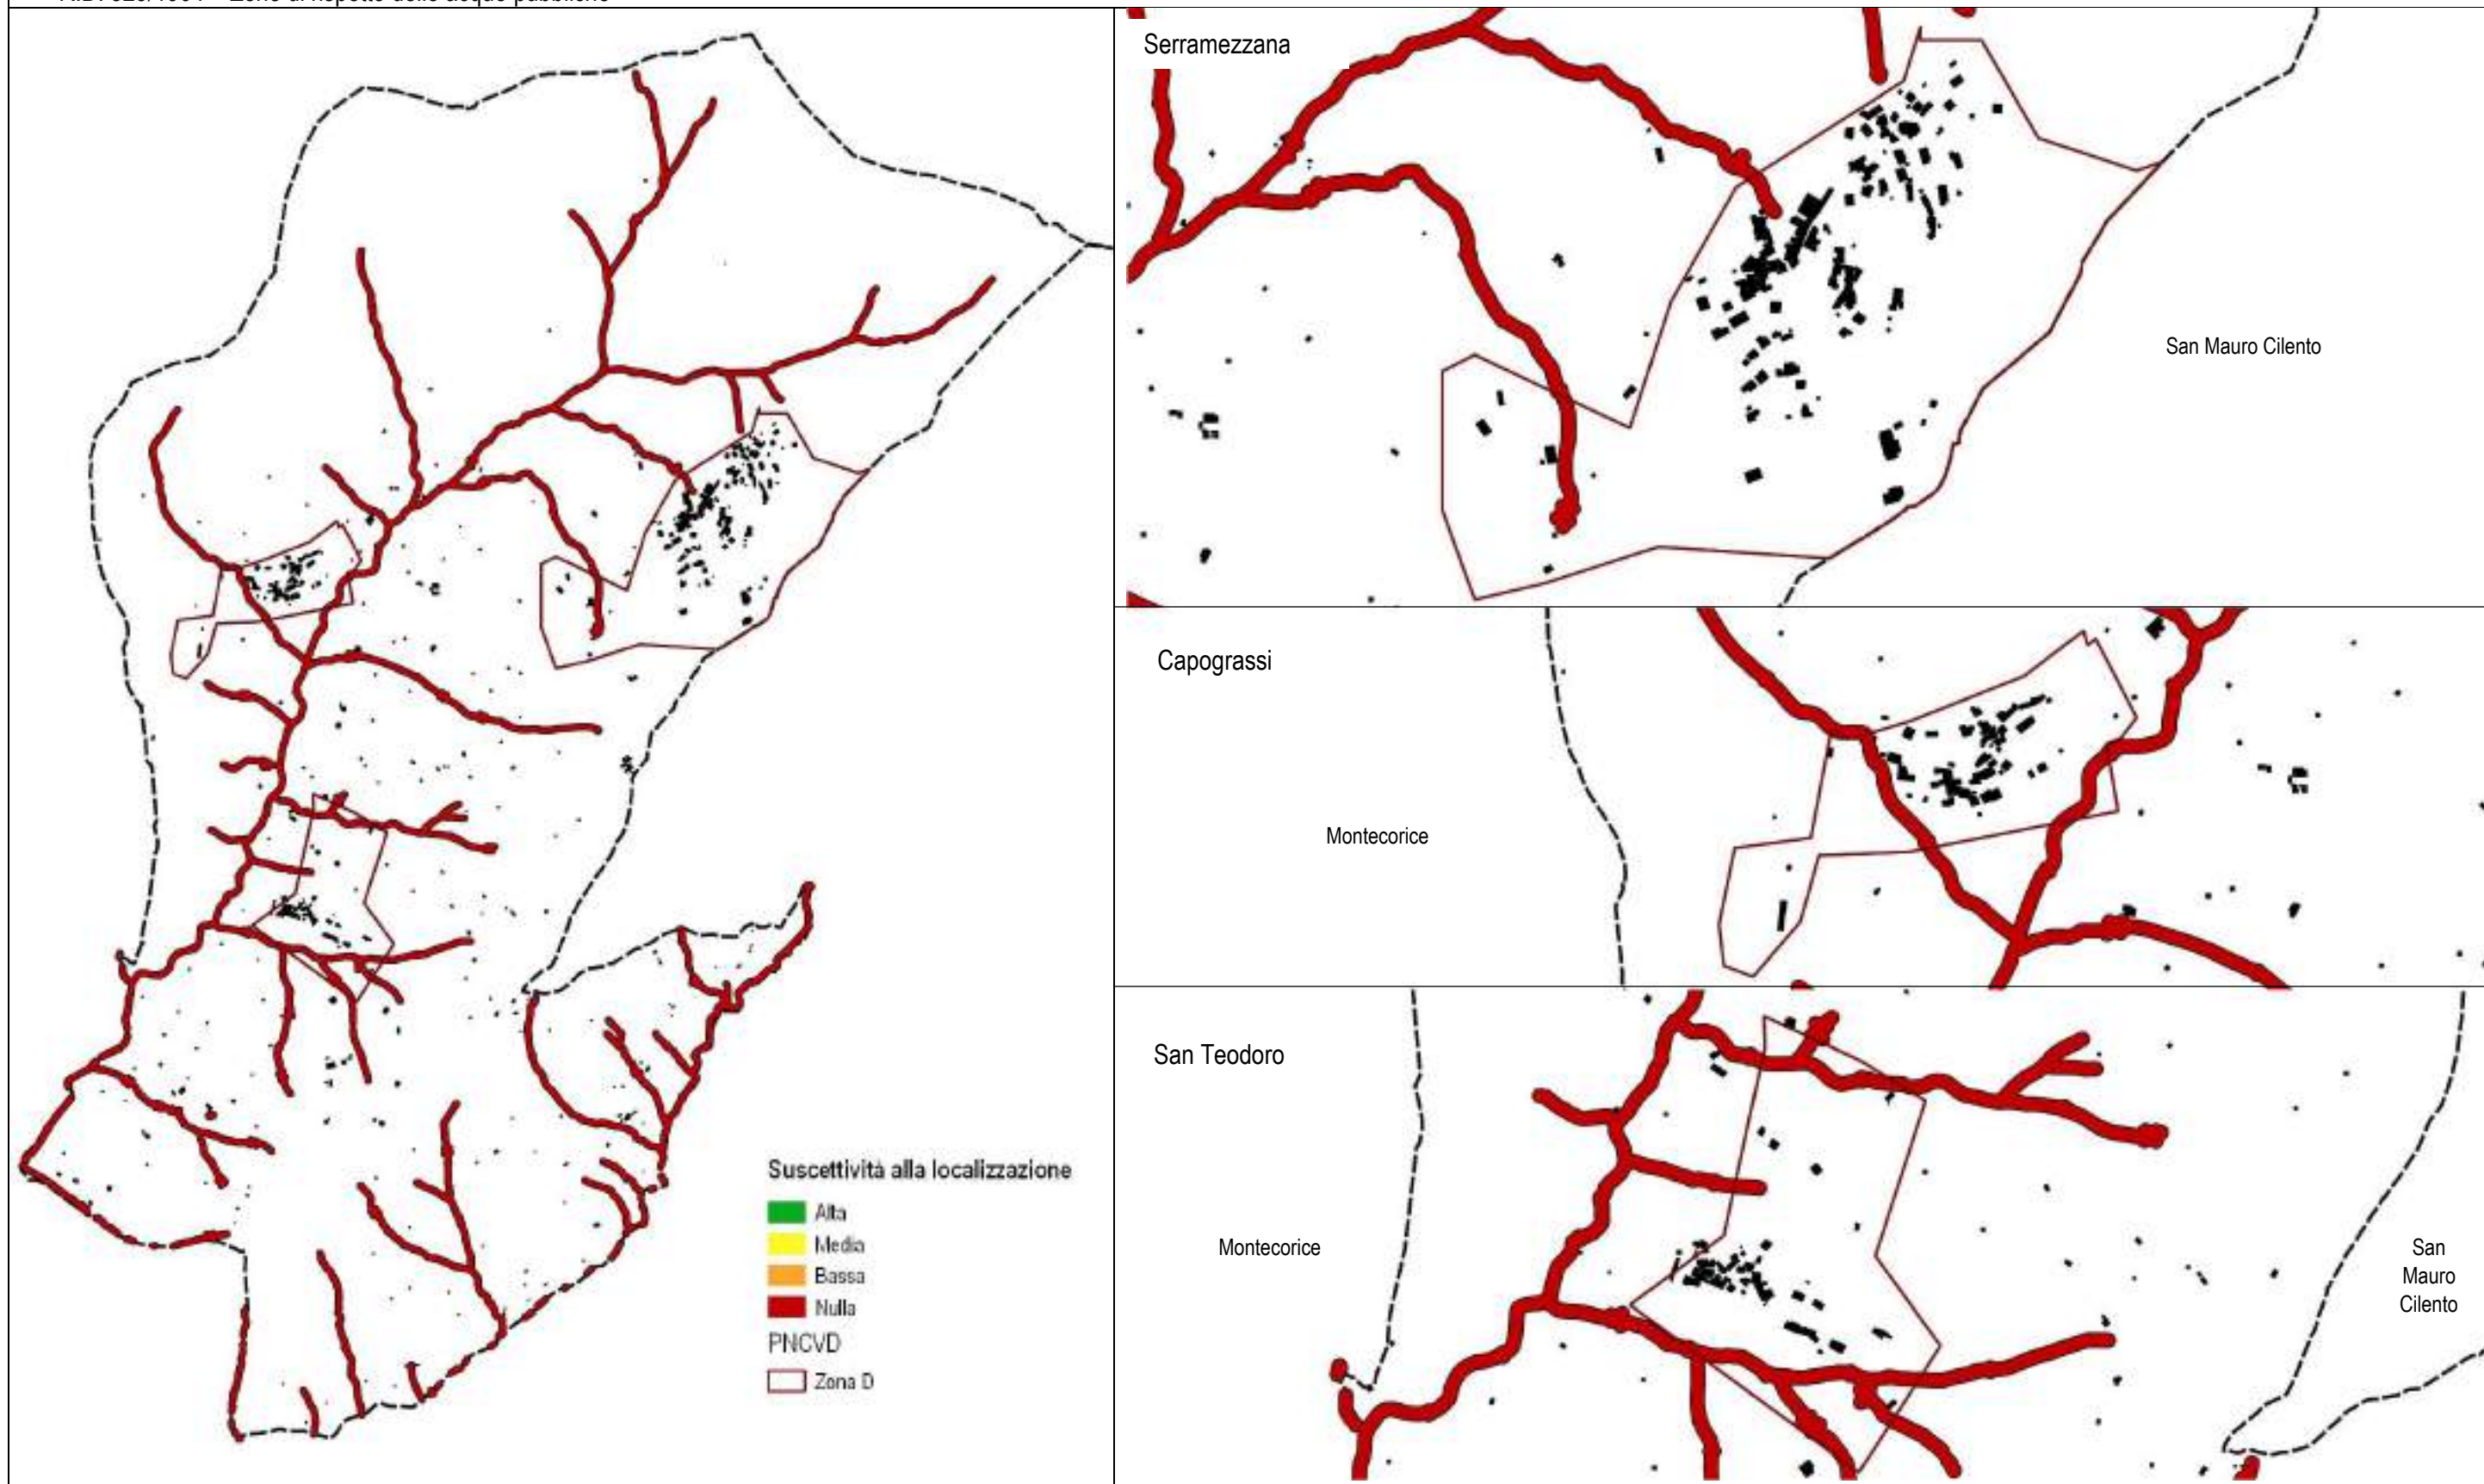 Suscettività alla localizzazione
Alta
Media
Bassa
Nulla
PNCVD
Zona D
Serramezzana
San Mauro Cilento
Capograssi
Montecorice
San Teodoro
Montecorice
San
Mauro
Cilento